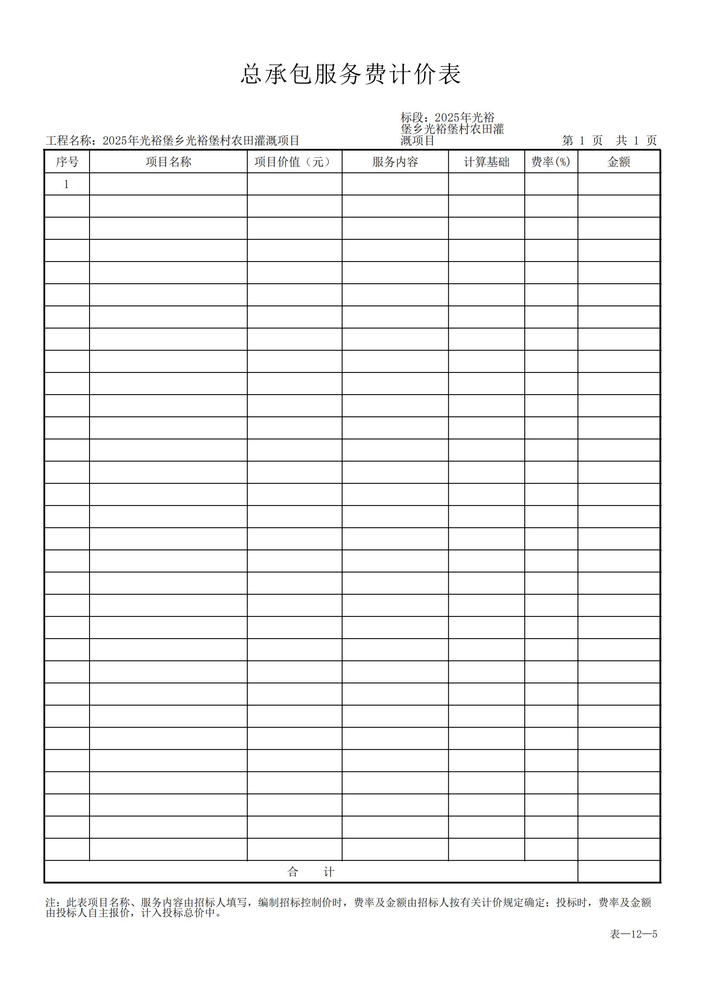 总承包服务费计价表
标段：2025年光裕
堡乡光裕堡村农田灌
工程名称：2025年光裕堡乡光裕堡村农田灌溉项目 溉项目 第 1 页 共 1 页
序号 项目名称 项目价值（元） 服务内容 计算基础 费率(%) 金额
1
合 计
注：此表项目名称、服务内容由招标人填写，编制招标控制价时，费率及金额由招标人按有关计价规定确定；投标时，费率及金额
由投标人自主报价，计入投标总价中。
表—12—5